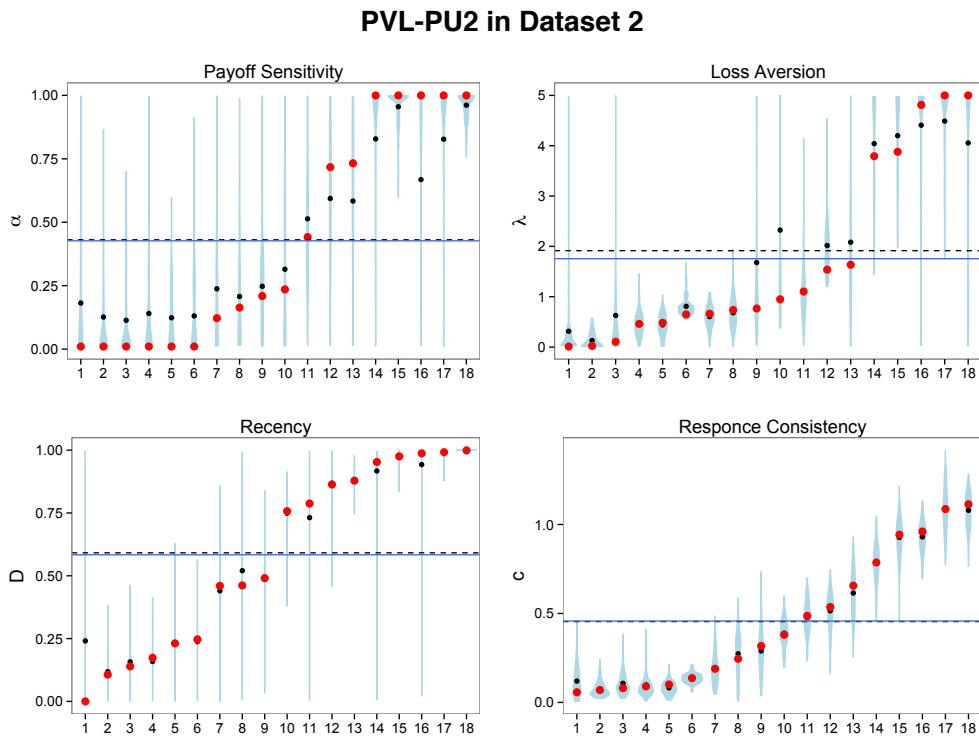 PVL-PU2 in Dataset 2
Payoff Sensitivity
1.00
0.75
0.50
0.25
0.00
α
1 2 3 4 5 6 7 8 9 10 11 12 13 14 15 16 17 18
Loss Aversion
5
4
3
2
1
0
λ
1 2 3 4 5 6 7 8 9 10 11 12 13 14 15 16 17 18
Recency
1.00
0.75
0.50
0.25
0.00
D
1 2 3 4 5 6 7 8 9 10 11 12 13 14 15 16 17 18
Responce Consistency
1.0
0.5
0.0
c
1 2 3 4 5 6 7 8 9 10 11 12 13 14 15 16 17 18